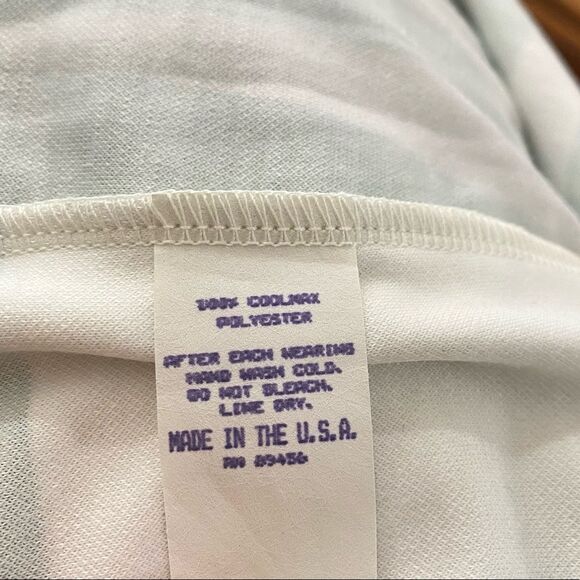 100% COOLMAX
POLYESTER
AFTER EACH WEARING
HAND WASH COLD.
DO NOT BLEACH.
LINE DRY.
MADE IN THE U.S.A.
RN 89456